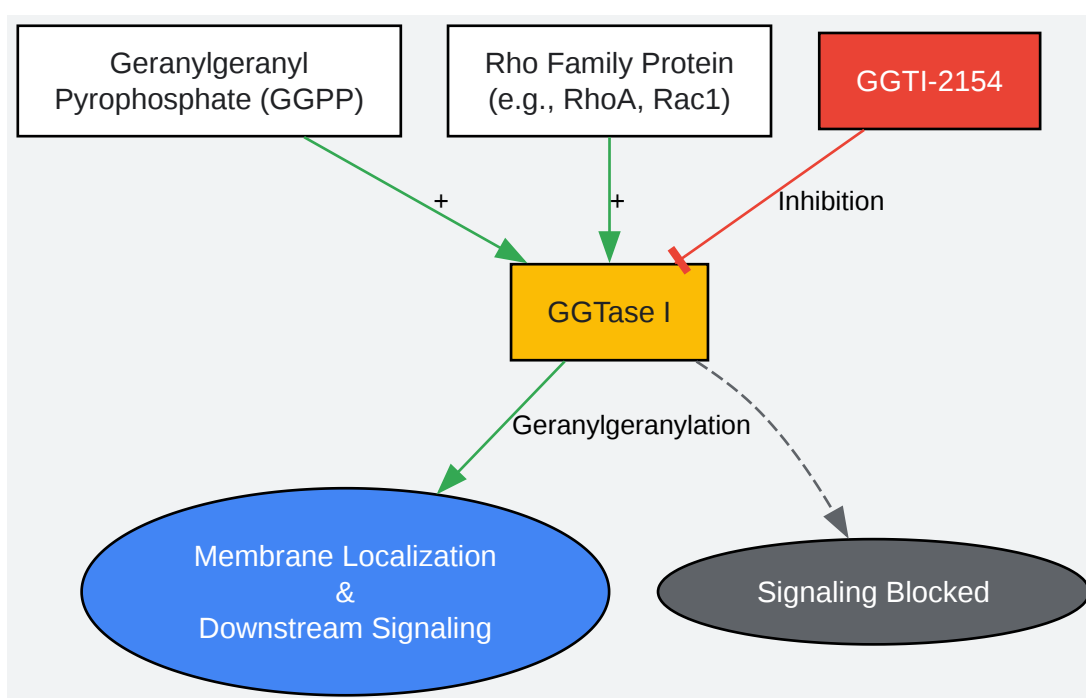 Geranylgeranyl
Pyrophosphate (GGPP)
Rho Family Protein
(e.g., RhoA, Rac1)
GGTI-2154
+
+
Inhibition
GGTase I
Geranylgeranylation
Membrane Localization
&
Downstream Signaling
Signaling Blocked